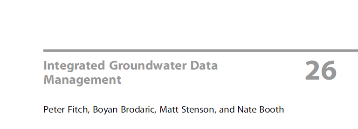 Integrated Groundwater Data
Management
26
Peter Fitch, Boyan Brodaric, Matt Stenson, and Nate Booth